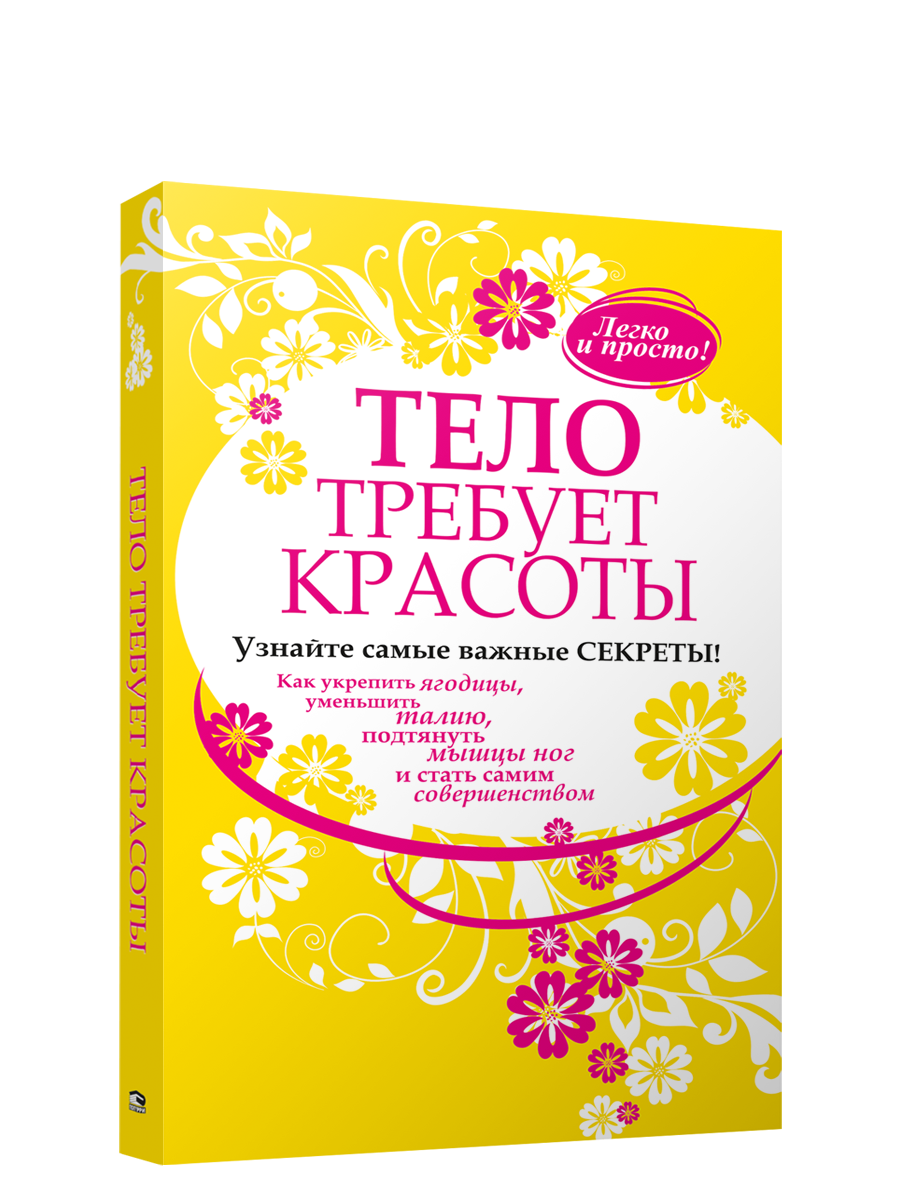 Легко
и просто!
ТЕЛО
ТРЕБУЕТ
КРАСОТЫ
Узнайте самые важные СЕКРЕТЫ!
Как укрепить ягодицы,
уменьшить
талию,
подтянуть
мышцы ног
и стать самим
совершенством
ТЕЛО ТРЕБУЕТ КРАСОТЫ